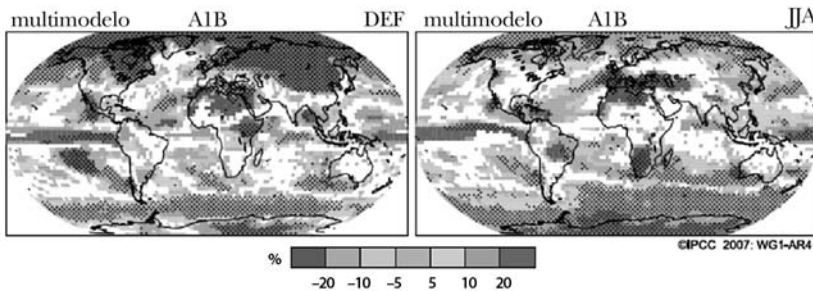 multimodelo A1B DEF multimodelo A1B JJA
©IPCC 2007: WG1-AR4
%
–20 –10 –5 5 10 20